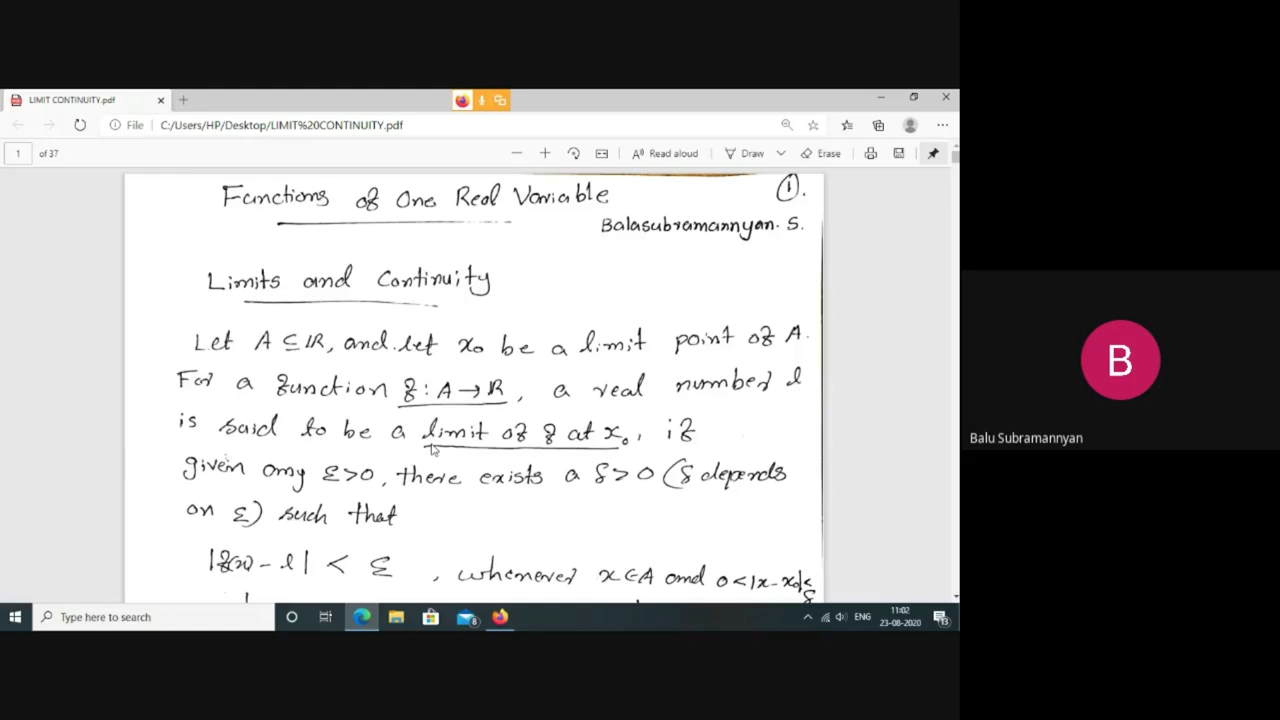 LIMIT CONTINUITY.pdf
File | C:/Users/HP/Desktop/LIMIT%20CONTINUITY.pdf
1 of 37 Read aloud Draw Erase
Functions of One Real Variable
①.
Balasubramannyan. S.
Limits and Continuity
Let A ⊆ ℝ, and let x₀ be a limit point of A.
For a function f : A → ℝ, a real number l
is said to be a limit of f at x₀, if
given any ε>0, there exists a δ>0 (δ depends
on ε) such that
|f(x) - l| < ε , whenever x∈A and 0<|x-x₀|<δ
B
Balu Subramannyan
Type here to search
8
ENG
11:02
23-08-2020
13